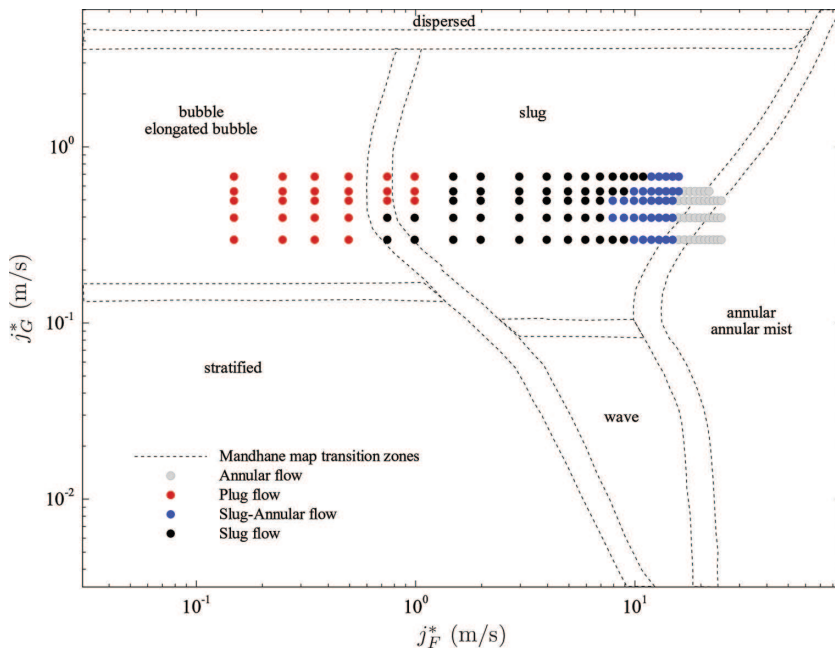 dispersed
bubble
elongated bubble
slug
annular
annular mist
stratified
wave
Mandhane map transition zones
Annular flow
Plug flow
Slug-Annular flow
Slug flow
10^0
10^-1
10^-2
j*_G (m/s)
10^-1
10^0
10^1
j*_F (m/s)